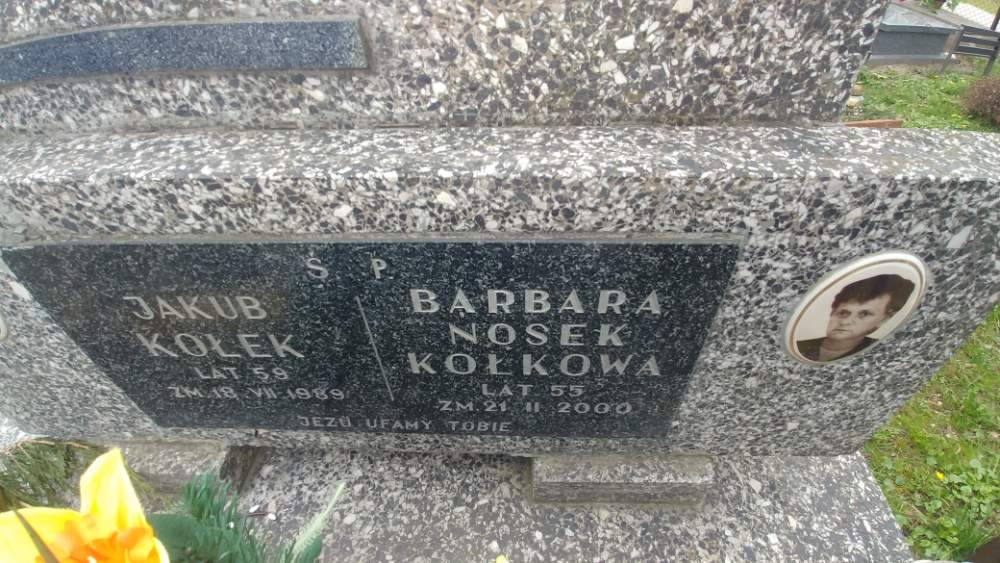 Ś P
JAKUB
KOŁEK
LAT 59
ZM. 18 VII 1989
BARBARA
NOSEK
KOŁKOWA
LAT 55
ZM. 21 II 2000
JEZU UFAMY TOBIE